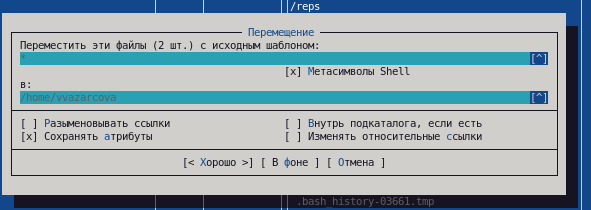 /reps
Перемещение
Переместить эти файлы (2 шт.) с исходным шаблоном:
* [^]
[x] Метасимволы Shell
в:
/home/vvazarcova [^]
[ ] Разыменовывать ссылки [ ] Внутрь подкаталога, если есть
[x] Сохранять атрибуты [ ] Изменять относительные ссылки
[< Хорошо >] [ В фоне ] [ Отмена ]
.bash_history-03661.tmp